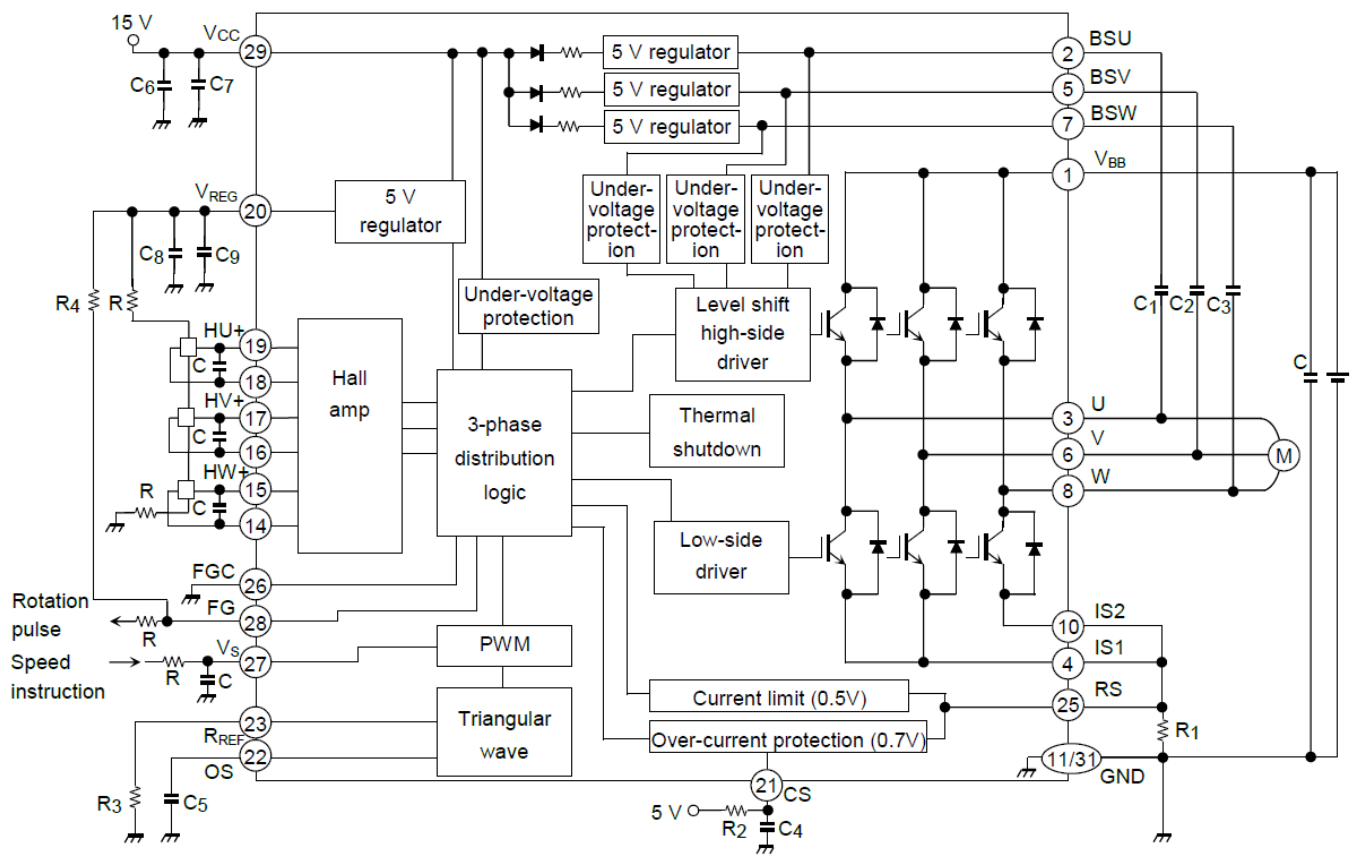 15 V
VCC
29
C6
C7
5 V regulator
5 V regulator
5 V regulator
2
BSU
5
BSV
7
BSW
1
VBB
VREG
20
5 V
regulator
C8
C9
Under-
voltage
protect-
ion
Under-
voltage
protect-
ion
Under-
voltage
protect-
ion
R4
R
Under-voltage
protection
Level shift
high-side
driver
C1
C2
C3
C
HU+
19
C
18
HV+
17
C
16
HW+
15
R
C
14
Hall
amp
3-phase
distribution
logic
Thermal
shutdown
Low-side
driver
3
U
6
V
8
W
M
FGC
26
FG
28
Rotation
pulse
R
VS
27
Speed
instruction
R
C
PWM
10
IS2
4
IS1
25
RS
R1
11/31
GND
23
RREF
22
OS
R3
C5
Triangular
wave
Current limit (0.5V)
Over-current protection (0.7V)
21
CS
5 V
R2
C4